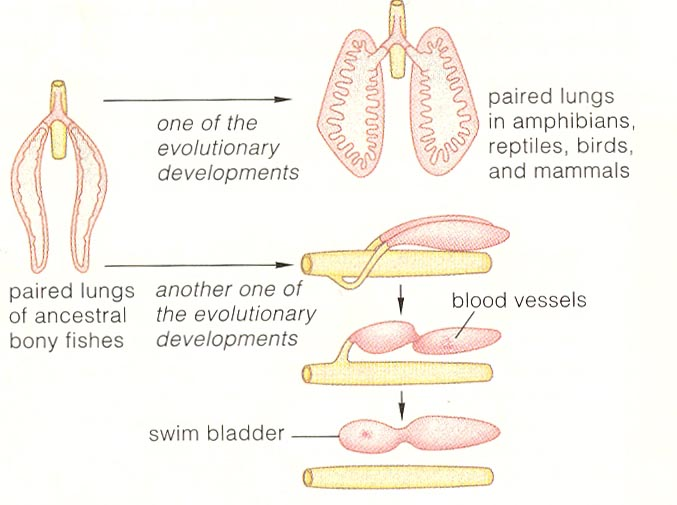 one of the
evolutionary
developments
paired lungs
in amphibians,
reptiles, birds,
and mammals
paired lungs
of ancestral
bony fishes
another one of
the evolutionary
developments
blood vessels
swim bladder